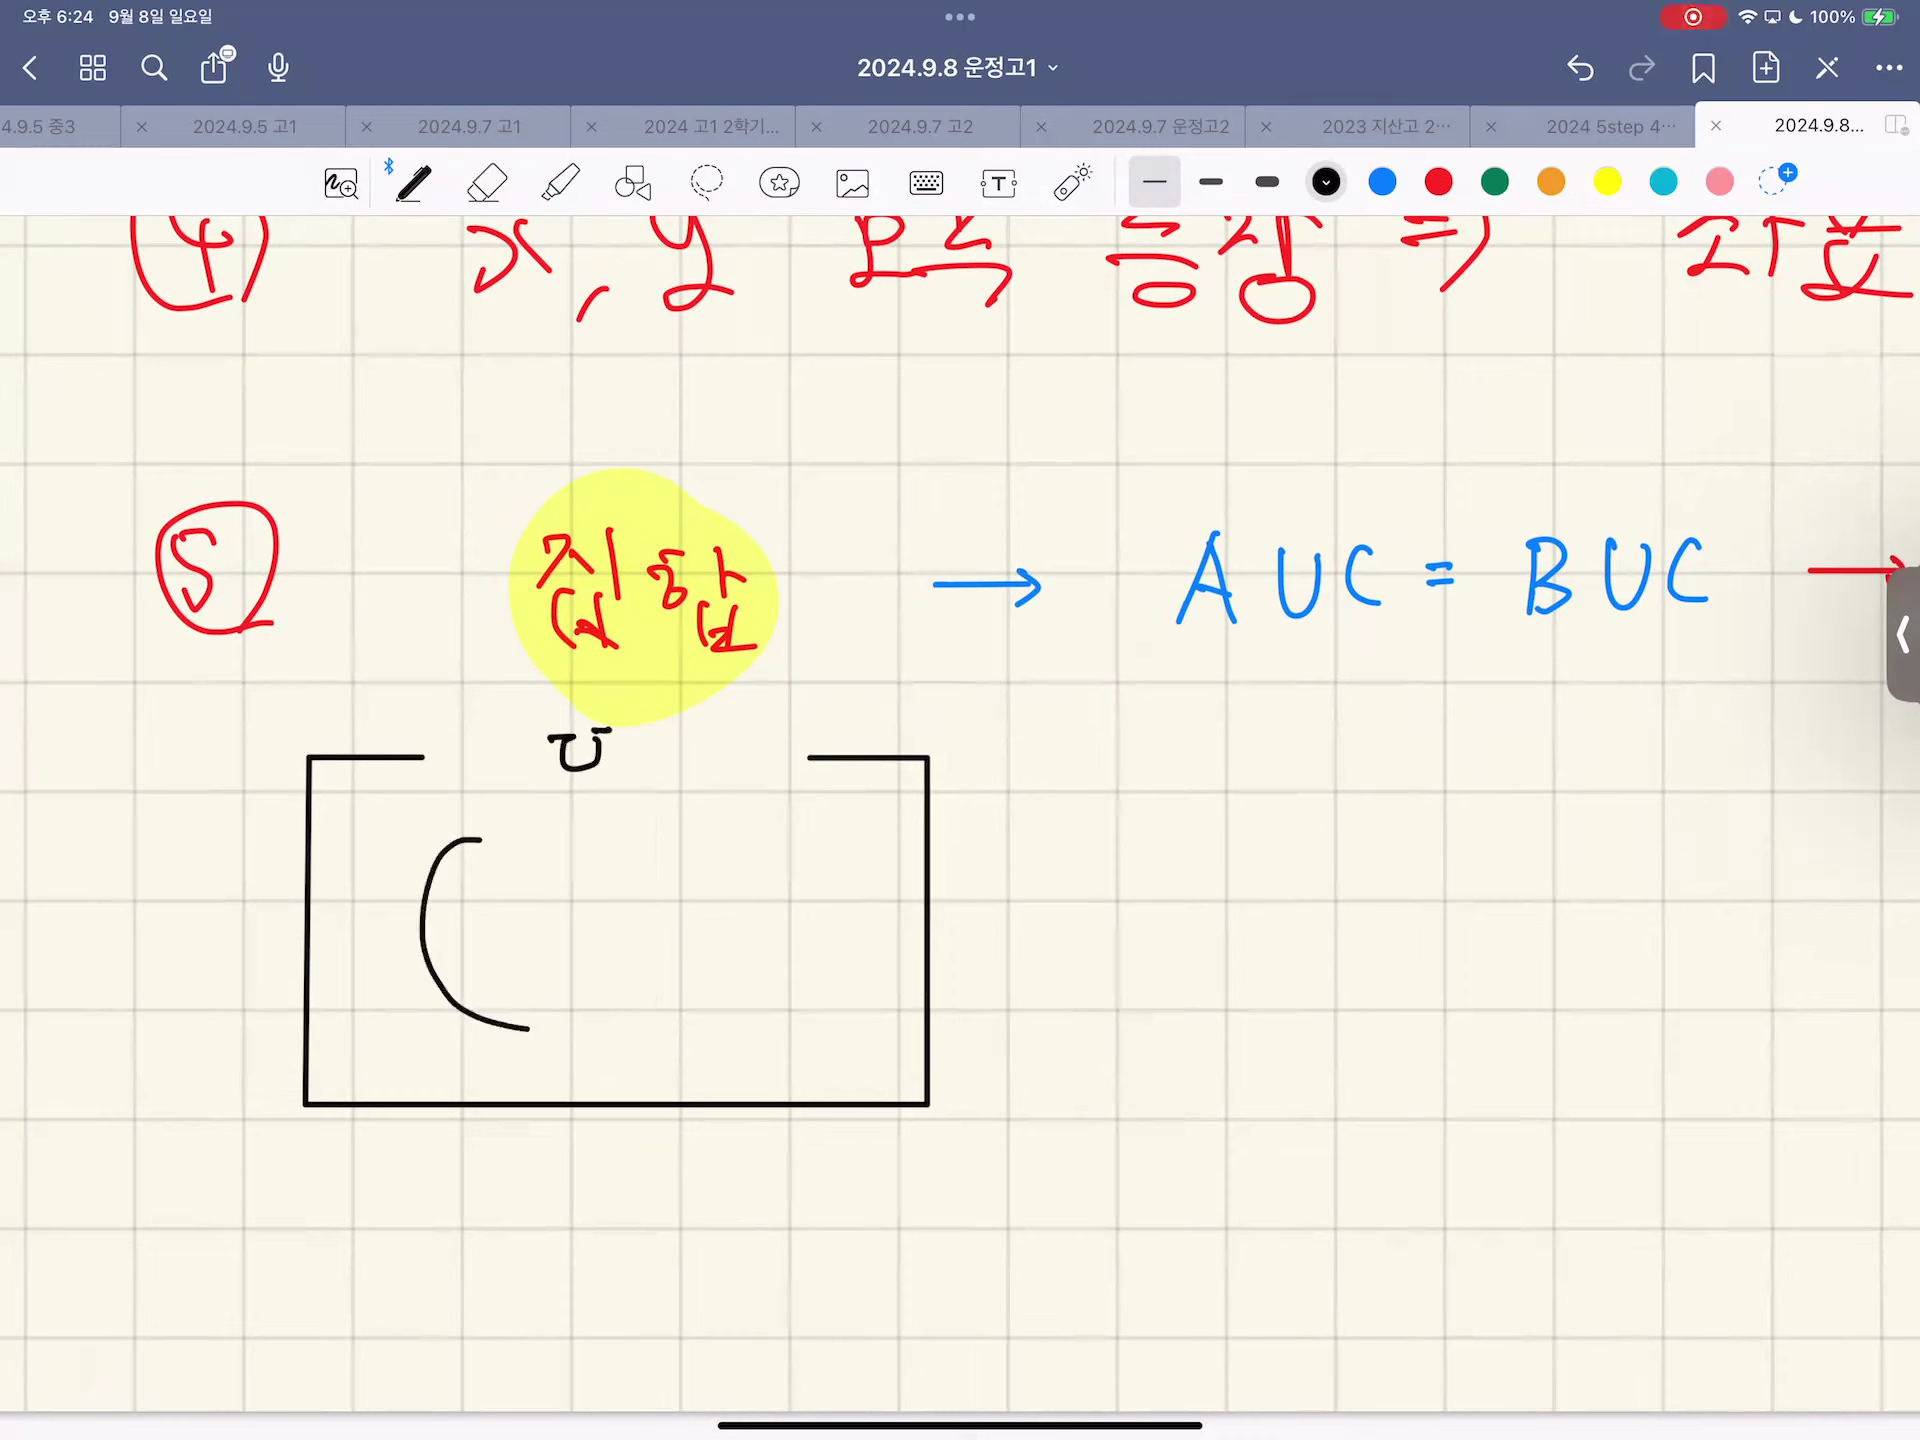 오후 6:24 9월 8일 일요일
100%
2024.9.8 운정고1
4.9.5 중3
2024.9.5 고1
2024.9.7 고1
2024 고1 2학기...
2024.9.7 고2
2024.9.7 운정고2
2023 지산고 2...
2024 5step 4...
2024.9.8...
T
④ x, y 모두 음장 ⇒
⑤ 집합 → A∪C = B∪C →
U